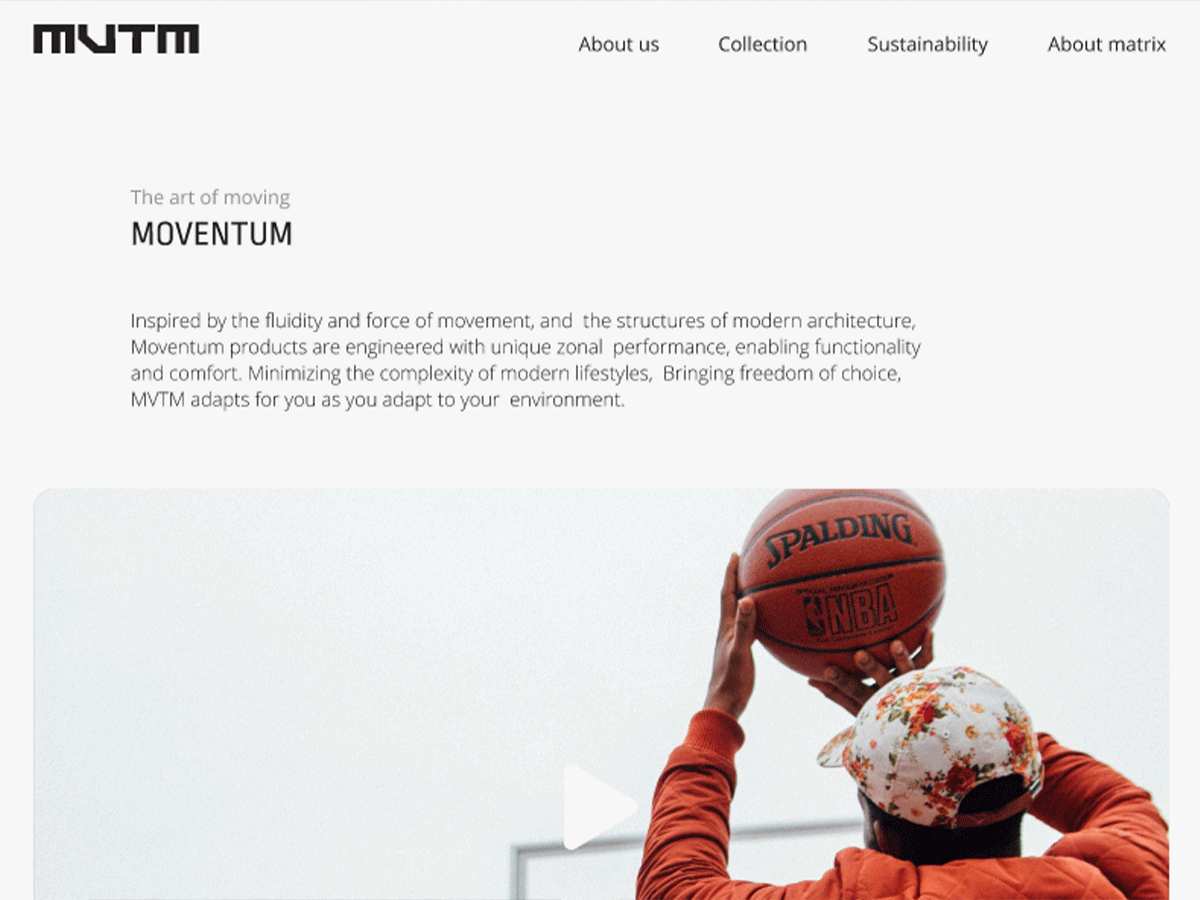 MVTM
About us
Collection
Sustainability
About matrix
The art of moving
MOVENTUM
Inspired by the fluidity and force of movement, and the structures of modern architecture,
Moventum products are engineered with unique zonal performance, enabling functionality
and comfort. Minimizing the complexity of modern lifestyles, Bringing freedom of choice,
MVTM adapts for you as you adapt to your environment.
SPALDING
NBA